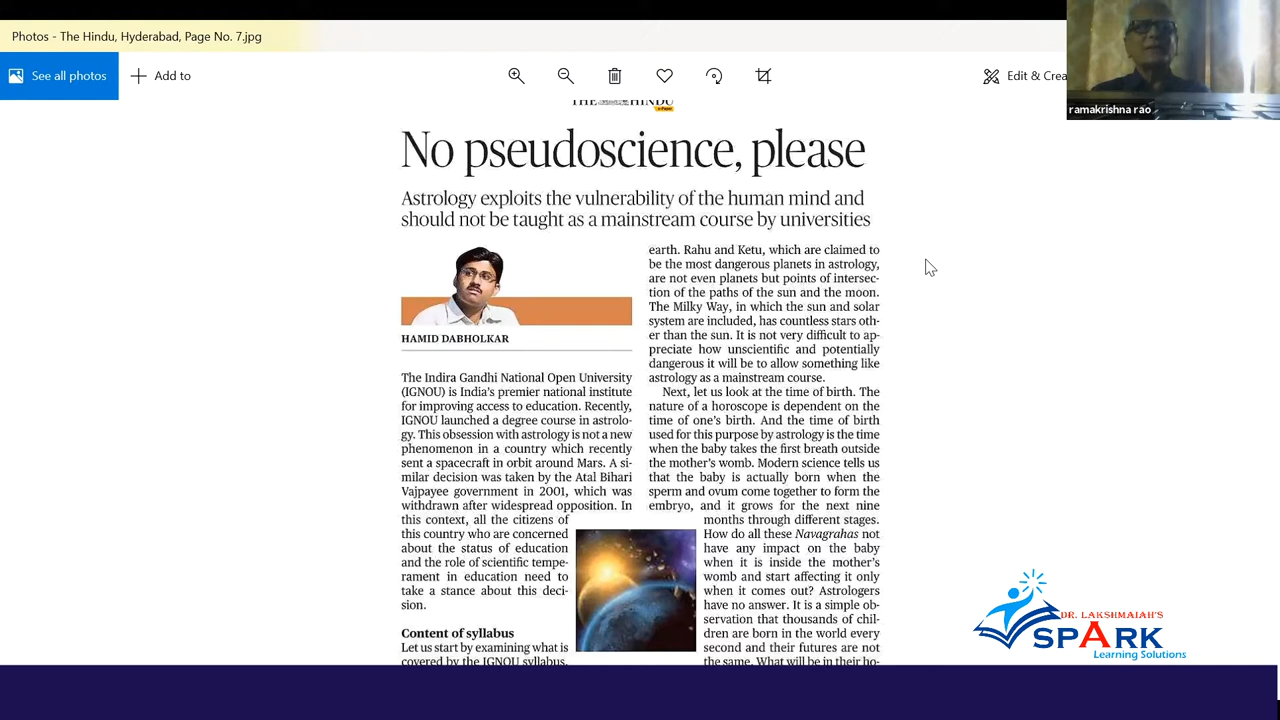 Photos - The Hindu, Hyderabad, Page No. 7.jpg
See all photos
Add to
Edit & Crea
ramakrishna rao
THE HINDU
e-Paper
No pseudoscience, please
Astrology exploits the vulnerability of the human mind and
should not be taught as a mainstream course by universities
HAMID DABHOLKAR
The Indira Gandhi National Open University
(IGNOU) is India's premier national institute
for improving access to education. Recently,
IGNOU launched a degree course in astrolo-
gy. This obsession with astrology is not a new
phenomenon in a country which recently
sent a spacecraft in orbit around Mars. A si-
milar decision was taken by the Atal Bihari
Vajpayee government in 2001, which was
withdrawn after widespread opposition. In
this context, all the citizens of
this country who are concerned
about the status of education
and the role of scientific tempe-
rament in education need to
take a stance about this deci-
sion.
Content of syllabus
Let us start by examining what is
covered by the IGNOU syllabus.
earth. Rahu and Ketu, which are claimed to
be the most dangerous planets in astrology,
are not even planets but points of intersec-
tion of the paths of the sun and the moon.
The Milky Way, in which the sun and solar
system are included, has countless stars oth-
er than the sun. It is not very difficult to ap-
preciate how unscientific and potentially
dangerous it will be to allow something like
astrology as a mainstream course.
Next, let us look at the time of birth. The
nature of a horoscope is dependent on the
time of one's birth. And the time of birth
used for this purpose by astrology is the time
when the baby takes the first breath outside
the mother's womb. Modern science tells us
that the baby is actually born when the
sperm and ovum come together to form the
embryo, and it grows for the next nine
months through different stages.
How do all these Navagrahas not
have any impact on the baby
when it is inside the mother's
womb and start affecting it only
when it comes out? Astrologers
have no answer. It is a simple ob-
servation that thousands of chil-
dren are born in the world every
second and their futures are not
the same. What will be in their ho-
DR. LAKSHMAIAH'S
SPARK
Learning Solutions